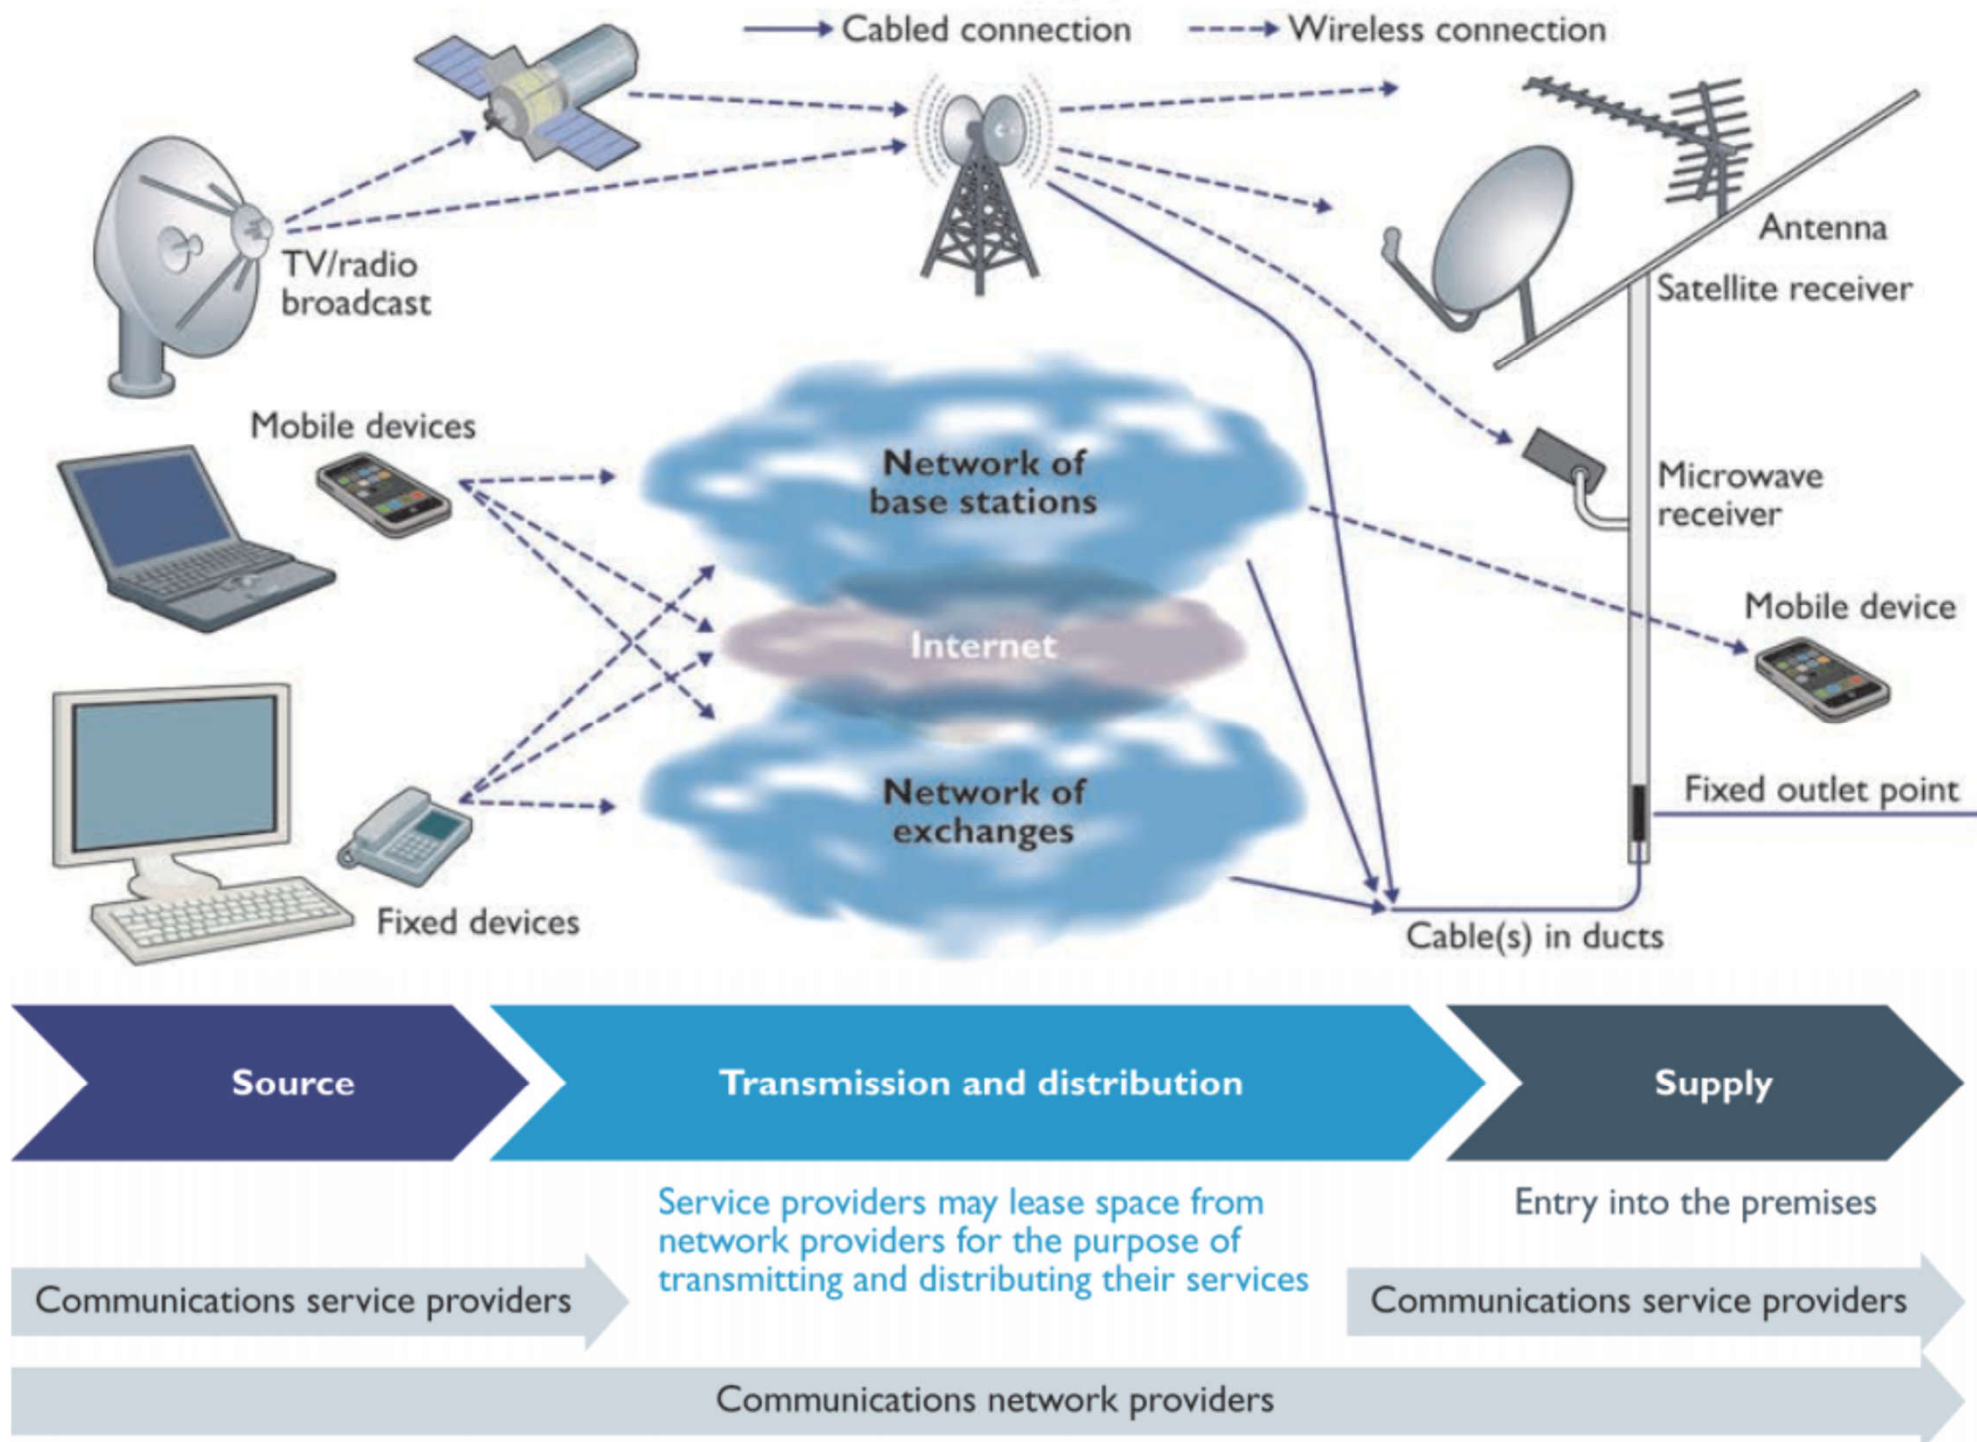 Cabled connection
Wireless connection
TV/radio
broadcast
Antenna
Satellite receiver
Mobile devices
Network of
base stations
Microwave
receiver
Internet
Mobile device
Network of
exchanges
Fixed outlet point
Fixed devices
Cable(s) in ducts
Source
Transmission and distribution
Supply
Service providers may lease space from
network providers for the purpose of
transmitting and distributing their services
Entry into the premises
Communications service providers
Communications service providers
Communications network providers